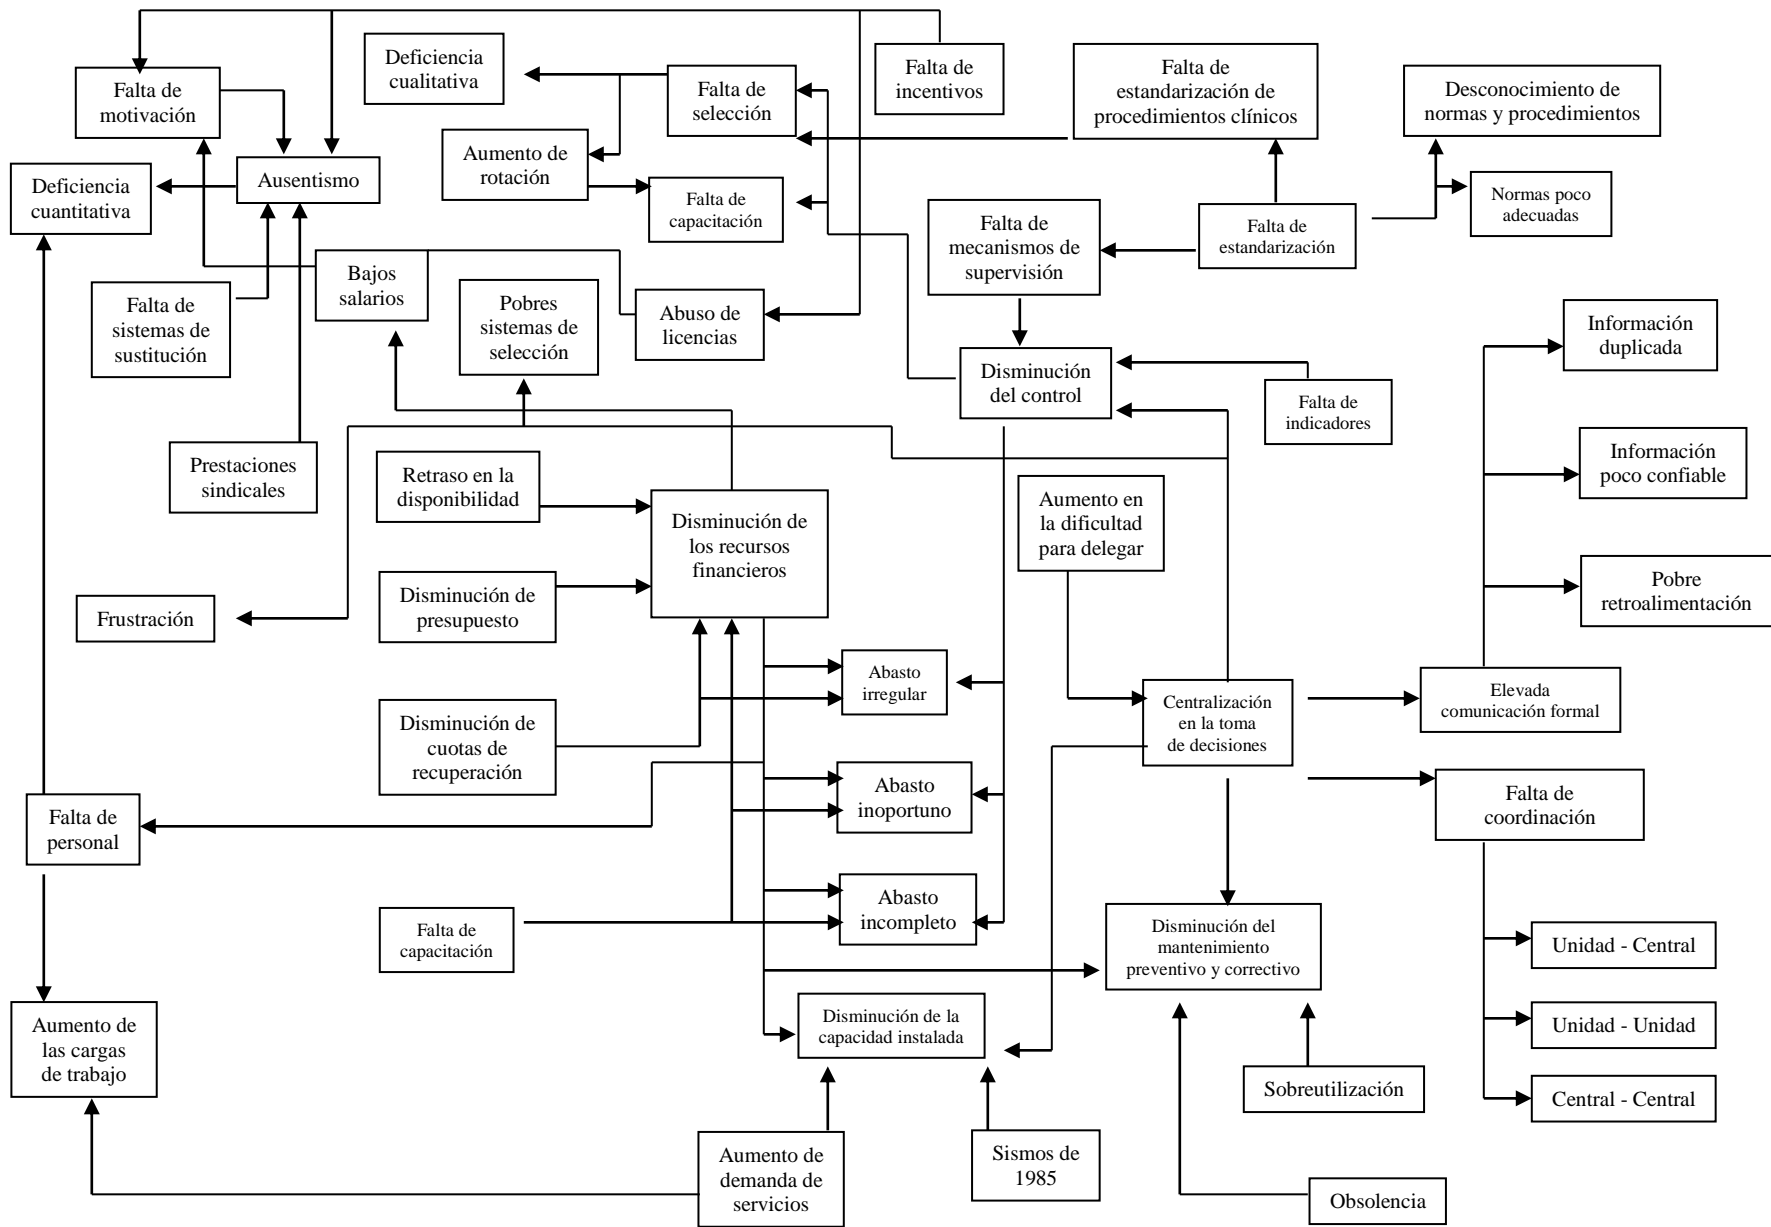 Deficiencia
cualitativa
Falta de
incentivos
Falta de
estandarización de
procedimientos clínicos
Desconocimiento de
normas y procedimientos
Falta de
motivación
Falta de
selección
Aumento de
rotación
Ausentismo
Deficiencia
cuantitativa
Falta de
capacitación
Normas poco
adecuadas
Falta de
mecanismos de
supervisión
Falta de
estandarización
Bajos
salarios
Falta de
sistemas de
sustitución
Pobres
sistemas de
selección
Abuso de
licencias
Información
duplicada
Disminución
del control
Falta de
indicadores
Prestaciones
sindicales
Retraso en la
disponibilidad
Información
poco confiable
Aumento en
la dificultad
para delegar
Disminución de
los recursos
financieros
Disminución de
presupuesto
Pobre
retroalimentación
Frustración
Abasto
irregular
Elevada
comunicación formal
Centralización
en la toma
de decisiones
Disminución de
cuotas de
recuperación
Abasto
inoportuno
Falta de
coordinación
Falta de
personal
Abasto
incompleto
Falta de
capacitación
Disminución del
mantenimiento
preventivo y correctivo
Unidad - Central
Disminución de la
capacidad instalada
Unidad - Unidad
Aumento de
las cargas
de trabajo
Sobreutilización
Central - Central
Aumento de
demanda de
servicios
Sismos de
1985
Obsolencia